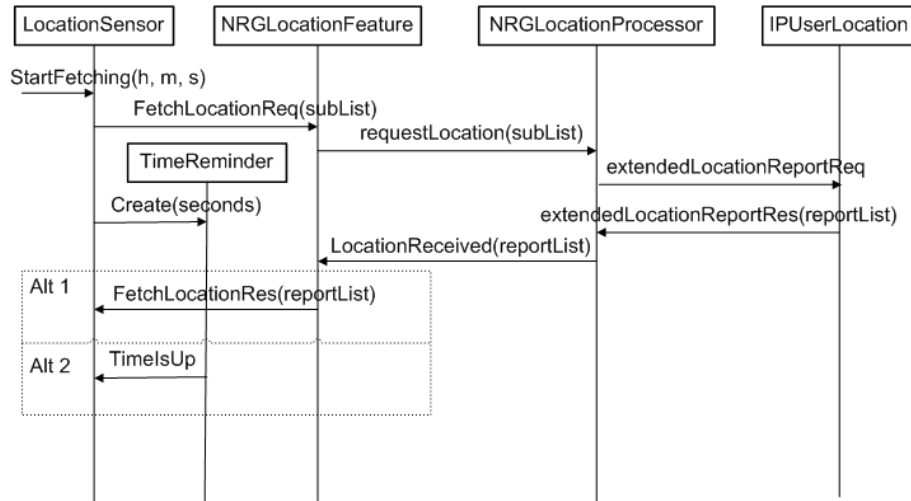 LocationSensor
NRGLocationFeature
NRGLocationProcessor
IPUserLocation
StartFetching(h, m, s)
FetchLocationReq(subList)
requestLocation(subList)
TimeReminder
extendedLocationReportReq
Create(seconds)
extendedLocationReportRes(reportList)
LocationReceived(reportList)
Alt 1
FetchLocationRes(reportList)
Alt 2
TimeIsUp